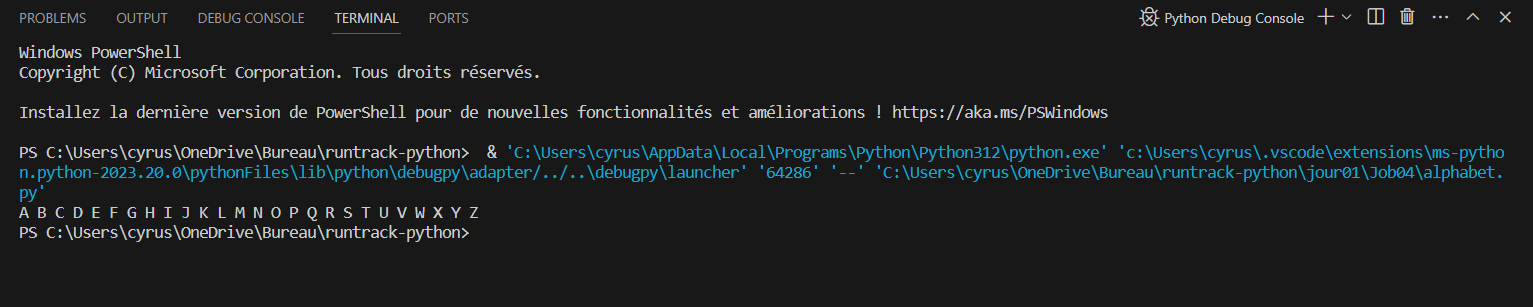 PROBLEMS OUTPUT DEBUG CONSOLE TERMINAL PORTS Python Debug Console
Windows PowerShell
Copyright (C) Microsoft Corporation. Tous droits réservés.
Installez la dernière version de PowerShell pour de nouvelles fonctionnalités et améliorations ! https://aka.ms/PSWindows
PS C:\Users\cyrus\OneDrive\Bureau\runtrack-python>  & 'C:\Users\cyrus\AppData\Local\Programs\Python\Python312\python.exe' 'c:\Users\cyrus\.vscode\extensions\ms-pytho
n.python-2023.20.0\pythonFiles\lib\python\debugpy\adapter/../..\debugpy\launcher' '64286' '--' 'C:\Users\cyrus\OneDrive\Bureau\runtrack-python\jour01\Job04\alphabet.
py'
A B C D E F G H I J K L M N O P Q R S T U V W X Y Z
PS C:\Users\cyrus\OneDrive\Bureau\runtrack-python>